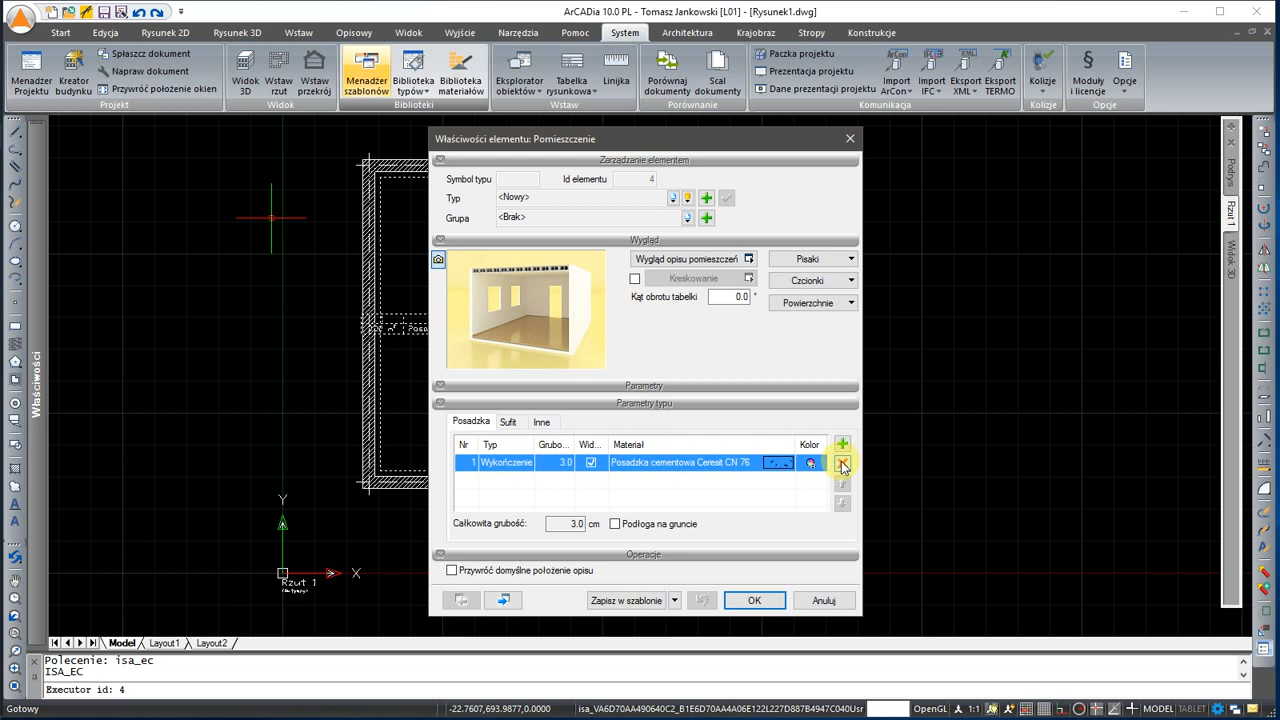 ArCADia 10.0 PL - Tomasz Jankowski [L01] - [Rysunek1.dwg]
Start Edycja Rysunek 2D Rysunek 3D Wstaw Opisowy Widok Wyjście Narzędzia Pomoc System Architektura Krajobraz Stropy Konstrukcje
Menadżer Projektu
Kreator budynku
Spłaszcz dokument
Napraw dokument
Przywróć położenie okien
Projekt
Widok 3D
Wstaw rzut
Wstaw przekrój
Widok
Menadżer szablonów
Biblioteka typów
Biblioteka materiałów
Biblioteki
Eksplorator obiektów
Tabelka rysunkowa
Linijka
Wstaw
Porównaj dokumenty
Scal dokumenty
Porównanie
Paczka projektu
Prezentacja projektu
Dane prezentacji projektu
Import ArCon
Import IFC
Eksport XML
Eksport TERMO
Komunikacja
Kolizje
Kolizje
Moduły i licencje
Opcje
Opcje
Właściwości
Podrys
Rzut 1
Widok 3D
Właściwości elementu: Pomieszczenie
Zarządzanie elementem
Symbol typu Id elementu 4
Typ <Nowy>
Grupa <Brak>
Wygląd
Wygląd opisu pomieszczeń Pisaki
Kreskowanie Czcionki
Kąt obrotu tabelki 0.0 ° Powierzchnie
Parametry
Parametry typu
Posadzka Sufit Inne
Nr Typ Grubo... Wid... Materiał Kolor
1 Wykończenie 3.0 Posadzka cementowa Ceresit CN 76
Całkowita grubość: 3.0 cm Podłoga na gruncie
Operacje
Przywróć domyślne położenie opisu
Zapisz w szablonie OK Anuluj
Y
X
Rzut 1
Model Layout1 Layout2
Polecenie: isa_ec
ISA_EC
Executor id: 4
Gotowy -22.7607,693.9877,0.0000 OpenGL 1:1 MODEL TABLET